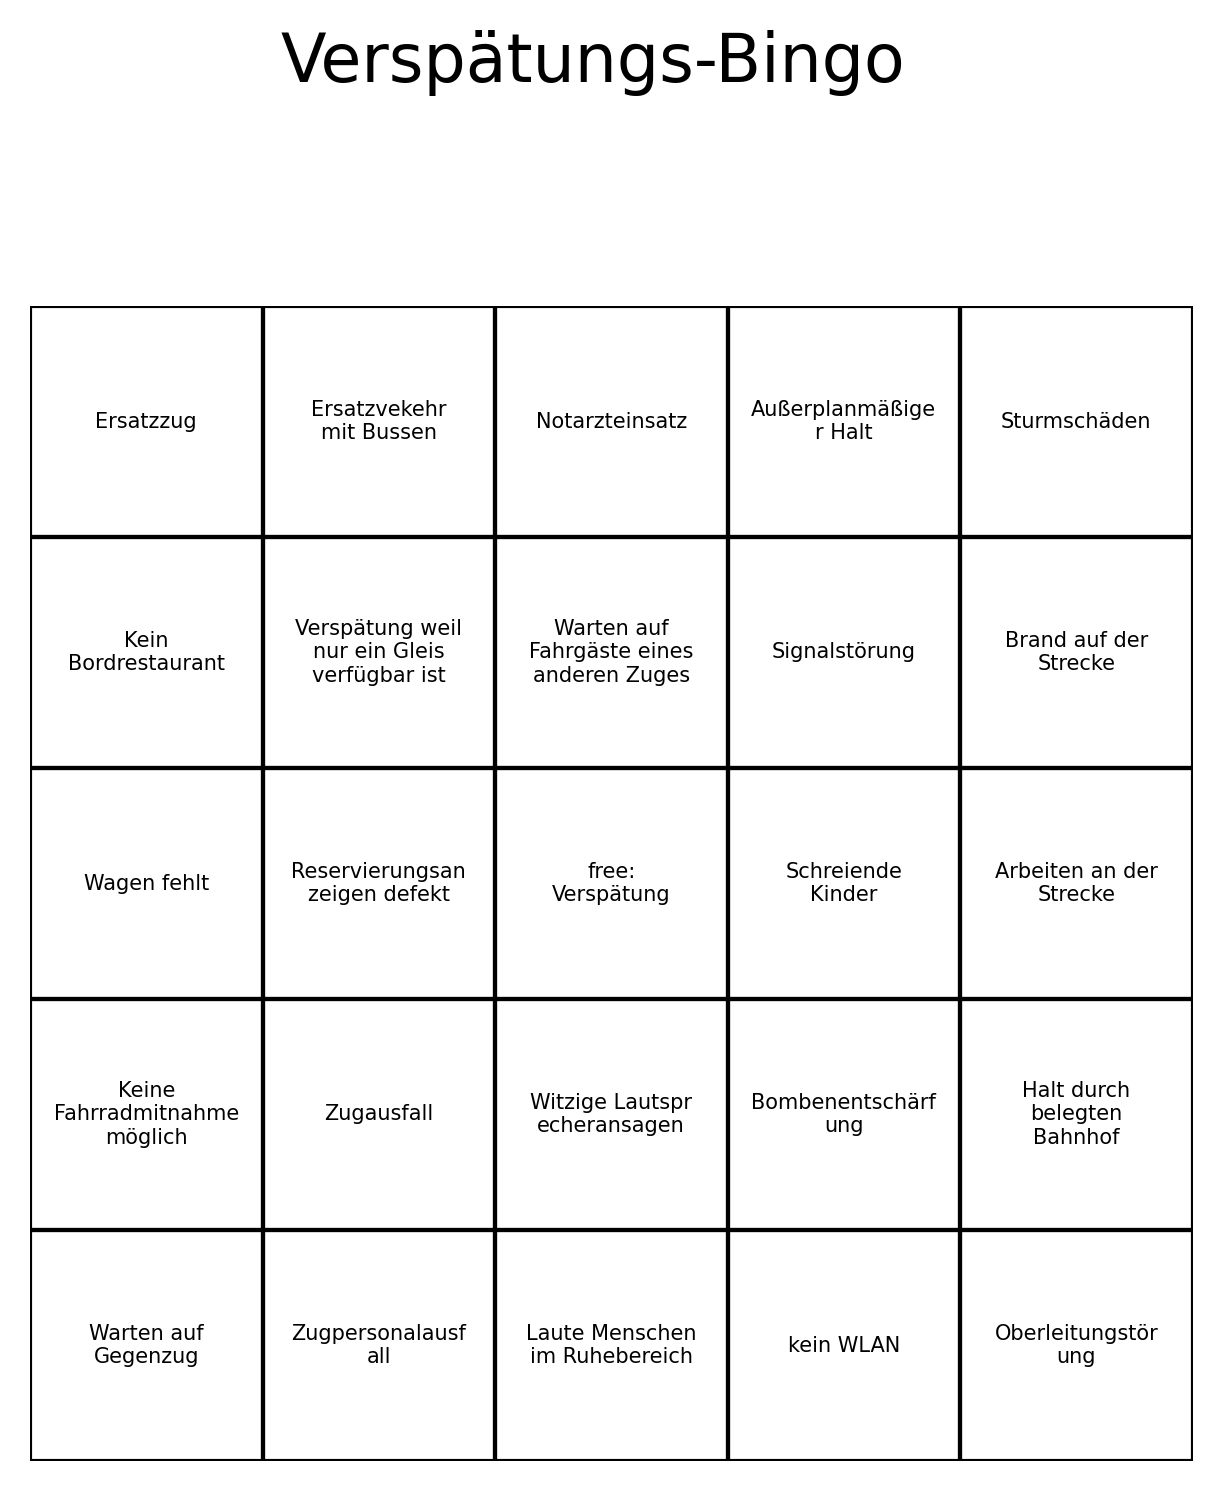 Verspätungs-Bingo
Ersatzzug
Ersatzvekehr
mit Bussen
Notarzteinsatz
Außerplanmäßige
r Halt
Sturmschäden
Kein
Bordrestaurant
Verspätung weil
nur ein Gleis
verfügbar ist
Warten auf
Fahrgäste eines
anderen Zuges
Signalstörung
Brand auf der
Strecke
Wagen fehlt
Reservierungsan
zeigen defekt
free:
Verspätung
Schreiende
Kinder
Arbeiten an der
Strecke
Keine
Fahrradmitnahme
möglich
Zugausfall
Witzige Lautspr
echeransagen
Bombenentschärf
ung
Halt durch
belegten
Bahnhof
Warten auf
Gegenzug
Zugpersonalausf
all
Laute Menschen
im Ruhebereich
kein WLAN
Oberleitungstör
ung